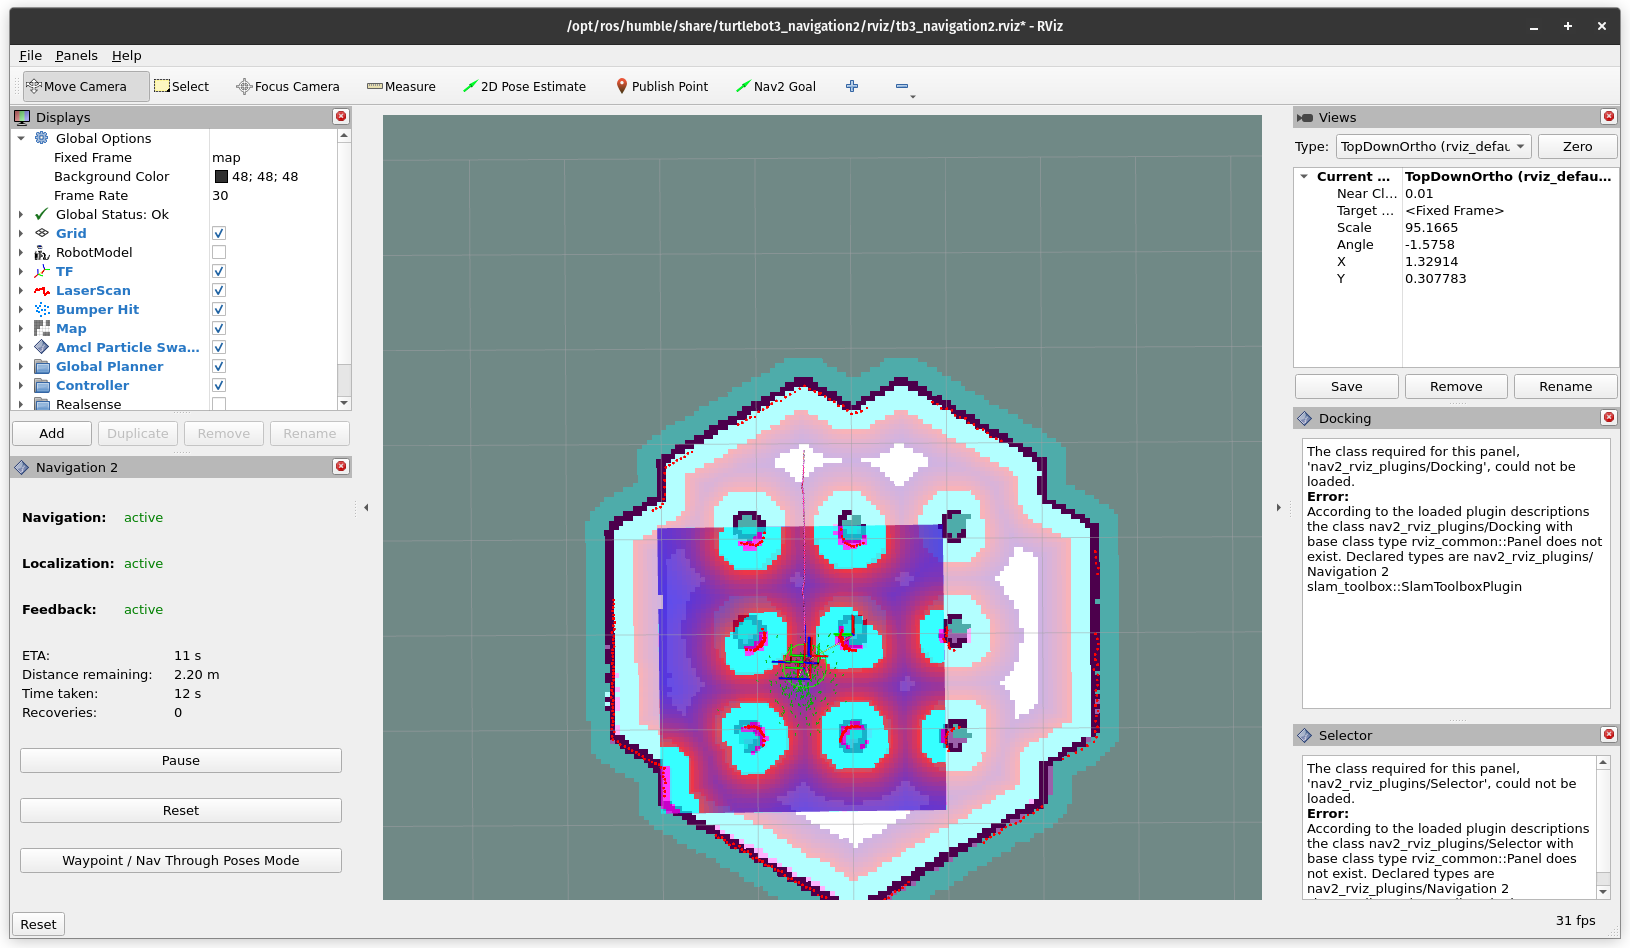 /opt/ros/humble/share/turtlebot3_navigation2/rviz/tb3_navigation2.rviz* - RViz
File Panels Help
Move Camera Select Focus Camera Measure 2D Pose Estimate Publish Point Nav2 Goal
Displays
Global Options
Fixed Frame map
Background Color 48; 48; 48
Frame Rate 30
Global Status: Ok
Grid
RobotModel
TF
LaserScan
Bumper Hit
Map
Amcl Particle Swa...
Global Planner
Controller
Realsense
Add Duplicate Remove Rename
Navigation 2
Navigation: active
Localization: active
Feedback: active
ETA: 11 s
Distance remaining: 2.20 m
Time taken: 12 s
Recoveries: 0
Pause
Reset
Waypoint / Nav Through Poses Mode
Reset
Views
Type: TopDownOrtho (rviz_defau Zero
Current ... TopDownOrtho (rviz_defau...
Near Cl... 0.01
Target ... <Fixed Frame>
Scale 95.1665
Angle -1.5758
X 1.32914
Y 0.307783
Save Remove Rename
Docking
The class required for this panel,
'nav2_rviz_plugins/Docking', could not be
loaded.
Error:
According to the loaded plugin descriptions
the class nav2_rviz_plugins/Docking with
base class type rviz_common::Panel does not
exist. Declared types are nav2_rviz_plugins/
Navigation 2
slam_toolbox::SlamToolboxPlugin
Selector
The class required for this panel,
'nav2_rviz_plugins/Selector', could not be
loaded.
Error:
According to the loaded plugin descriptions
the class nav2_rviz_plugins/Selector with
base class type rviz_common::Panel does
not exist. Declared types are
nav2_rviz_plugins/Navigation 2
31 fps